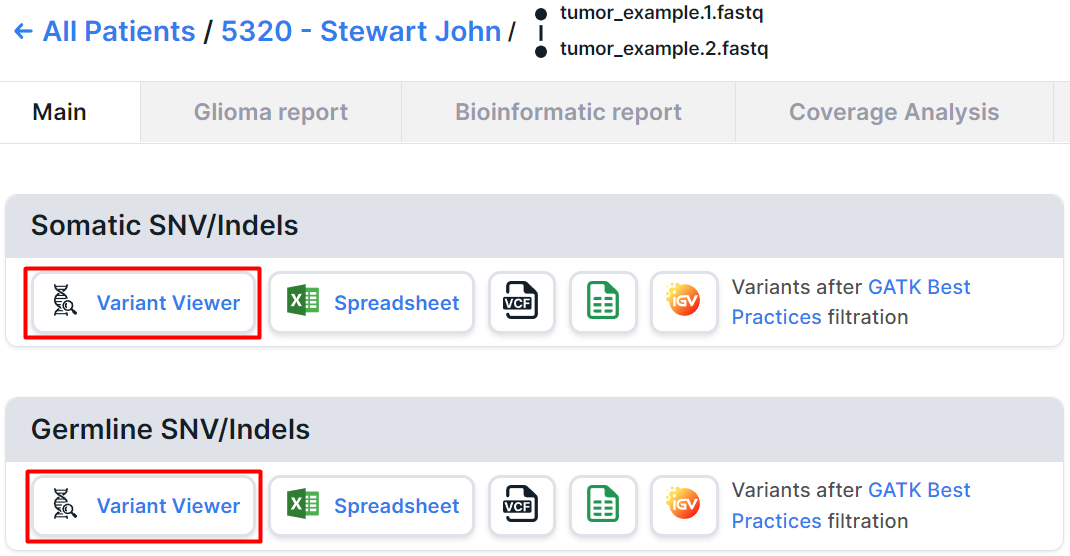 ← All Patients / 5320 - Stewart John /
tumor_example.1.fastq
tumor_example.2.fastq
Main
Glioma report
Bioinformatic report
Coverage Analysis
Somatic SNV/Indels
Variant Viewer
X Spreadsheet
VCF
IGV
Variants after GATK Best
Practices filtration
Germline SNV/Indels
Variant Viewer
X Spreadsheet
VCF
IGV
Variants after GATK Best
Practices filtration